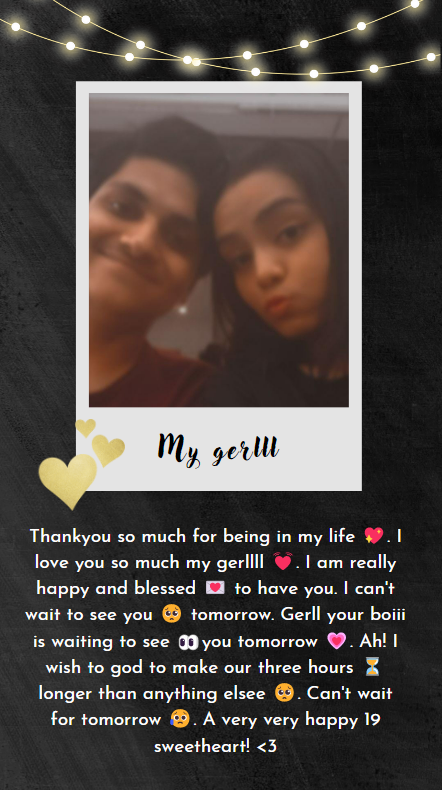 My gerlll
Thankyou so much for being in my life 💖. I
love you so much my gerllll 💓. I am really
happy and blessed 💌 to have you. I can't
wait to see you 🥺 tomorrow. Gerll your boiii
is waiting to see 👀you tomorrow 💗. Ah! I
wish to god to make our three hours ⏳
longer than anything elsee 🥺. Can't wait
for tomorrow 😥. A very very happy 19
sweetheart! <3